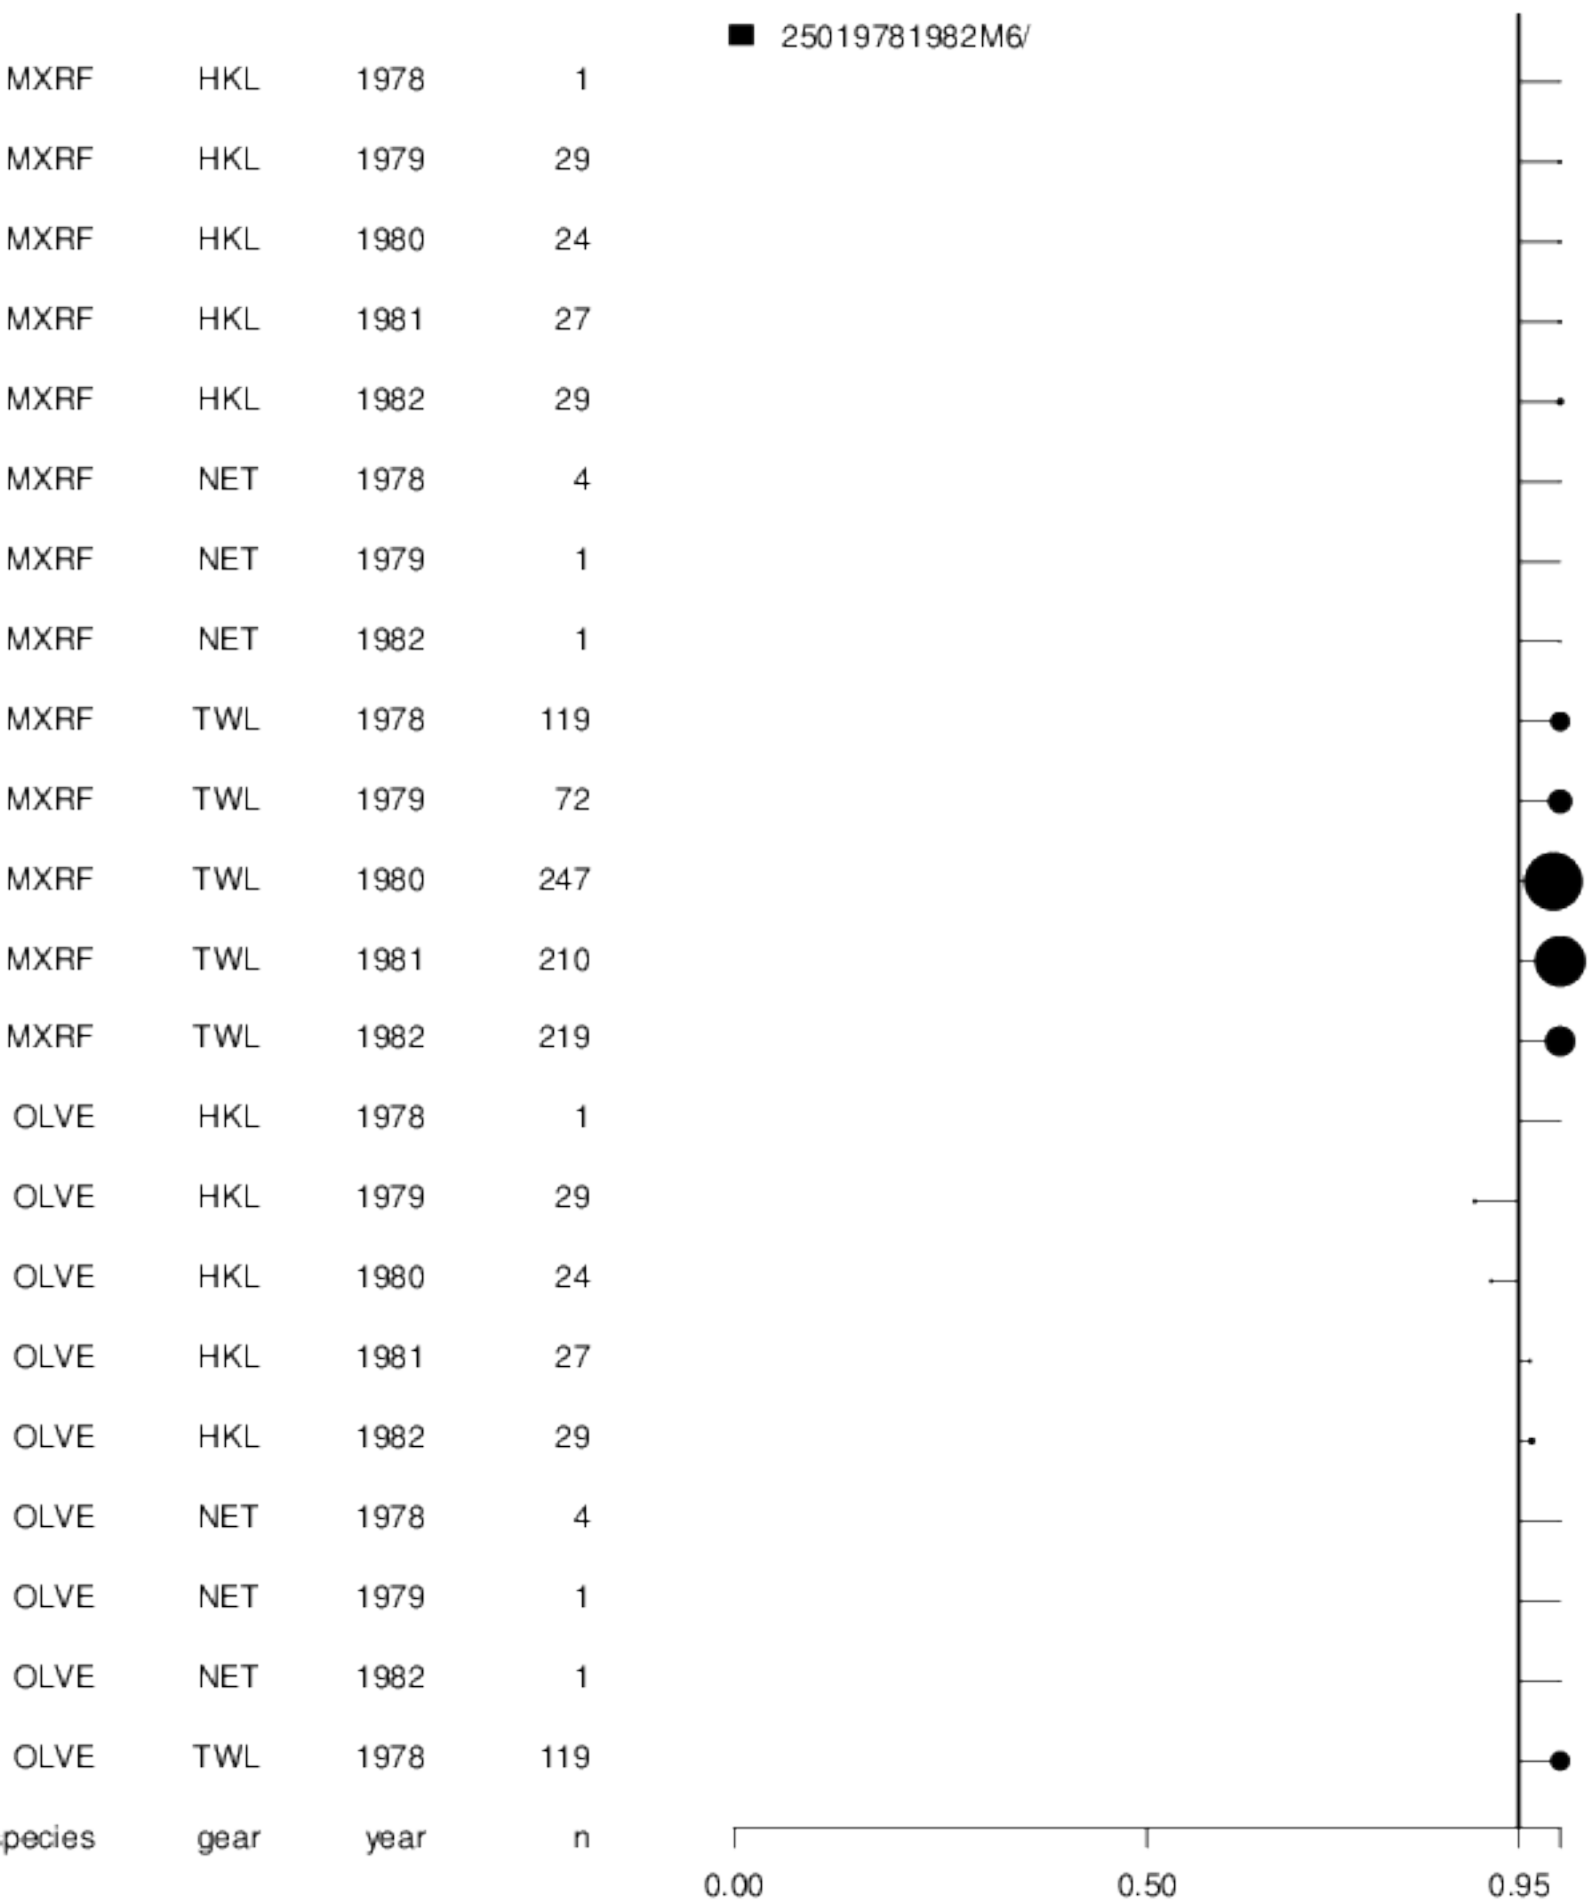 25019781982M6/
MXRF HKL 1978 1
MXRF HKL 1979 29
MXRF HKL 1980 24
MXRF HKL 1981 27
MXRF HKL 1982 29
MXRF NET 1978 4
MXRF NET 1979 1
MXRF NET 1982 1
MXRF TWL 1978 119
MXRF TWL 1979 72
MXRF TWL 1980 247
MXRF TWL 1981 210
MXRF TWL 1982 219
OLVE HKL 1978 1
OLVE HKL 1979 29
OLVE HKL 1980 24
OLVE HKL 1981 27
OLVE HKL 1982 29
OLVE NET 1978 4
OLVE NET 1979 1
OLVE NET 1982 1
OLVE TWL 1978 119
pecies gear year n
0.00 0.50 0.95